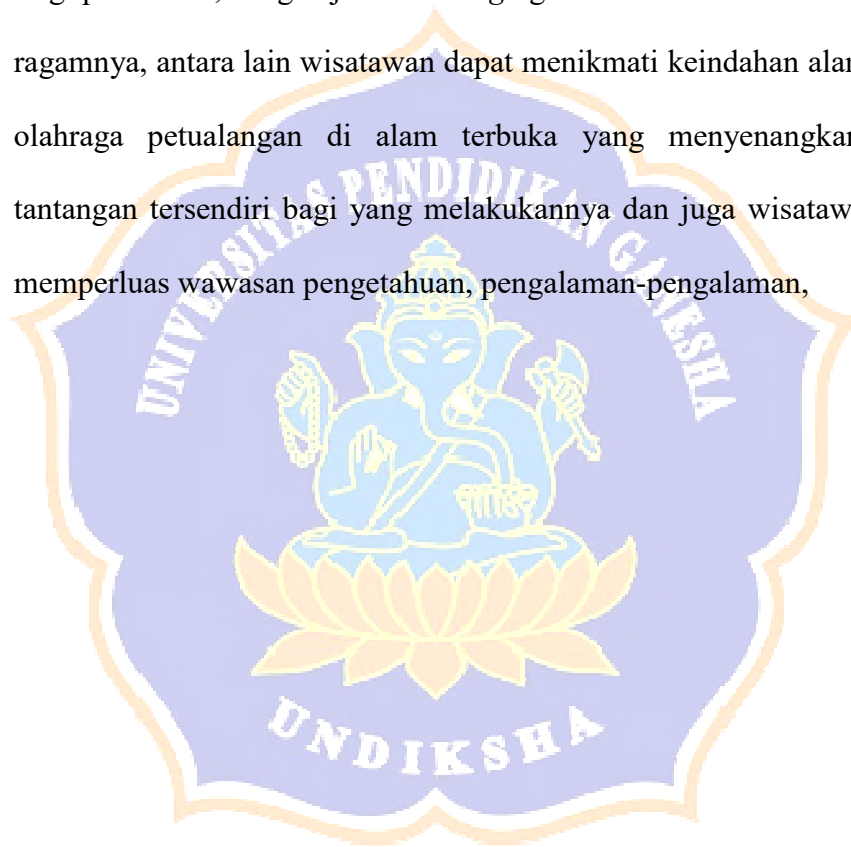 ragamnya, antara lain wisatawan dapat menikmati keindahan
olahraga petualangan di alam terbuka yang menyenangkan
tantangan tersendiri bagi yang melakukannya dan juga
memperluas wawasan pengetahuan, pengalaman-pengalaman,
UNIVERSITAS PENDIDIKAN GANESHA
UNDIKSHA